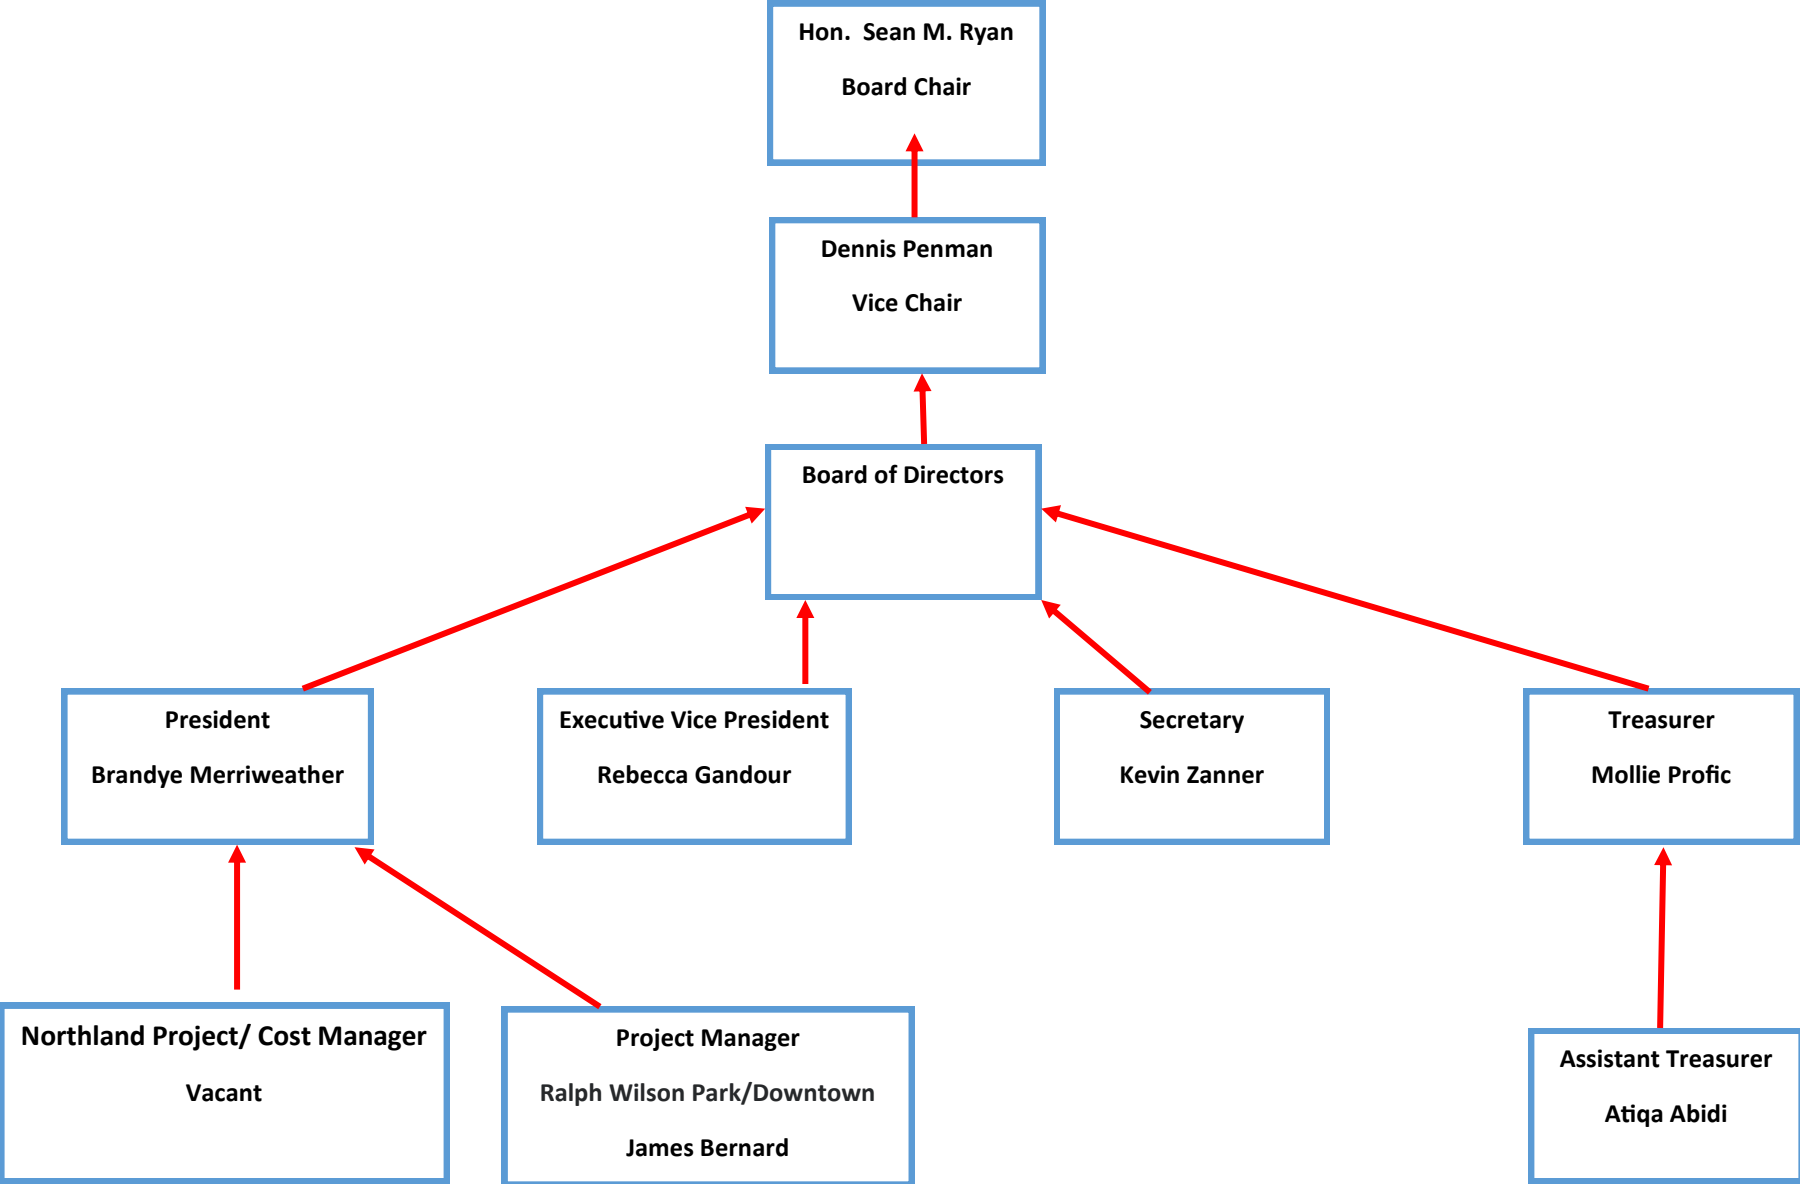 Hon.  Sean M. Ryan
Board Chair
Dennis Penman
Vice Chair
Board of Directors
President
Brandye Merriweather
Executive Vice President
Rebecca Gandour
Secretary
Kevin Zanner
Treasurer
Mollie Profic
Northland Project/ Cost Manager
Vacant
Project Manager
Ralph Wilson Park/Downtown
James Bernard
Assistant Treasurer
Atiqa Abidi